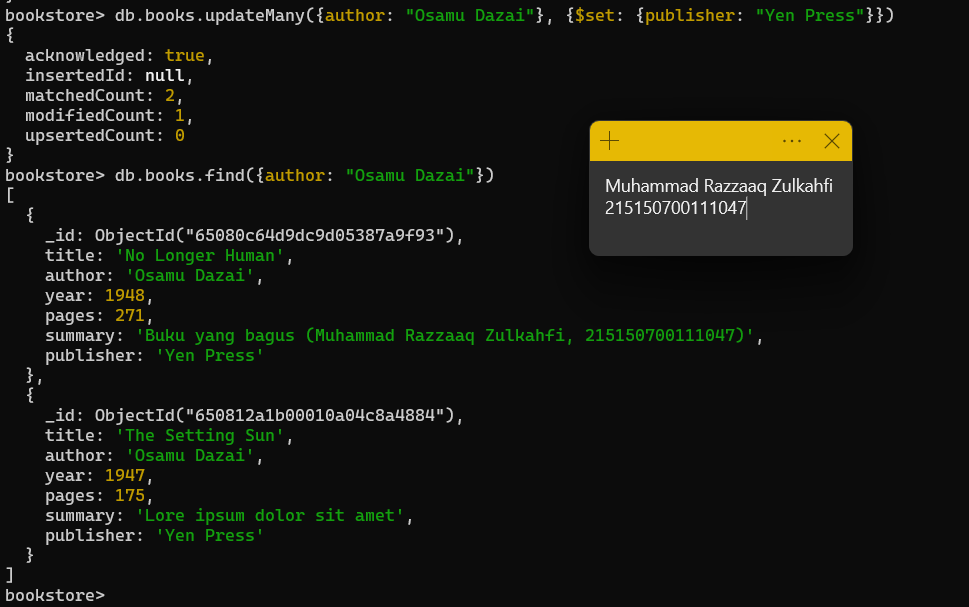 bookstore> db.books.updateMany({author: "Osamu Dazai"}, {$set: {publisher: "Yen Press"}})
{
  acknowledged: true,
  insertedId: null,
  matchedCount: 2,
  modifiedCount: 1,
  upsertedCount: 0
}
bookstore> db.books.find({author: "Osamu Dazai"})
[
  {
    _id: ObjectId("65080c64d9dc9d05387a9f93"),
    title: 'No Longer Human',
    author: 'Osamu Dazai',
    year: 1948,
    pages: 271,
    summary: 'Buku yang bagus (Muhammad Razzaaq Zulkahfi, 215150700111047)',
    publisher: 'Yen Press'
  },
  {
    _id: ObjectId("650812a1b00010a04c8a4884"),
    title: 'The Setting Sun',
    author: 'Osamu Dazai',
    year: 1947,
    pages: 175,
    summary: 'Lore ipsum dolor sit amet',
    publisher: 'Yen Press'
  }
]
bookstore>
Muhammad Razzaaq Zulkahfi
215150700111047